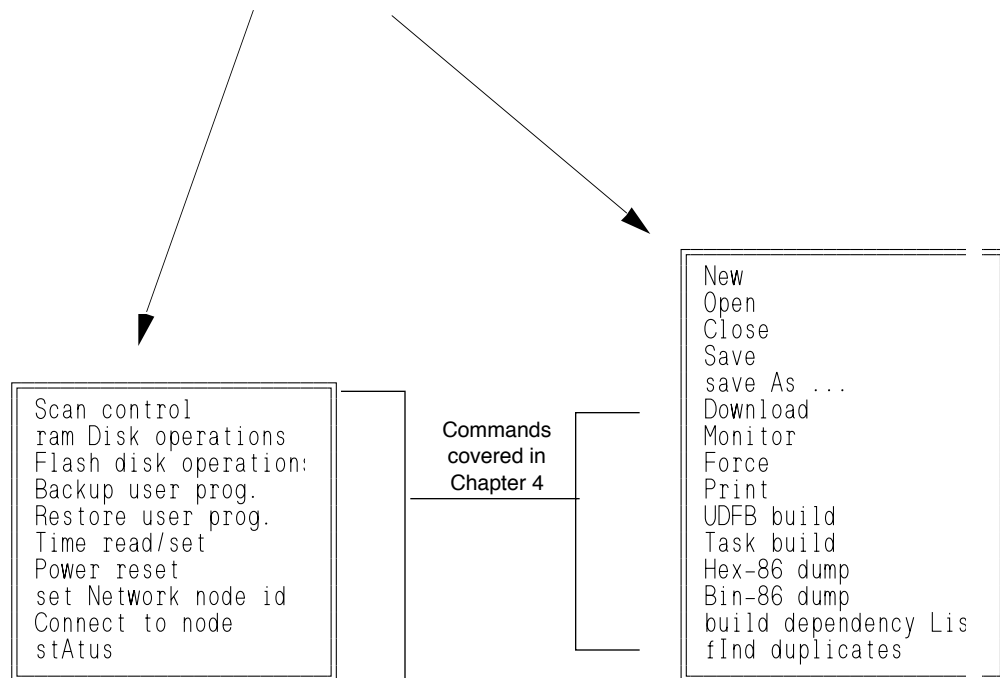 Scan control
ram Disk operations
Flash disk operation
Backup user prog.
Restore user prog.
Time read/set
Power reset
set Network node id
Connect to node
stAtus
Commands
covered in
Chapter 4
New
Open
Close
Save
save As ...
Download
Monitor
Force
Print
UDFB build
Task build
Hex-86 dump
Bin-86 dump
build dependency Lis
fInd duplicates